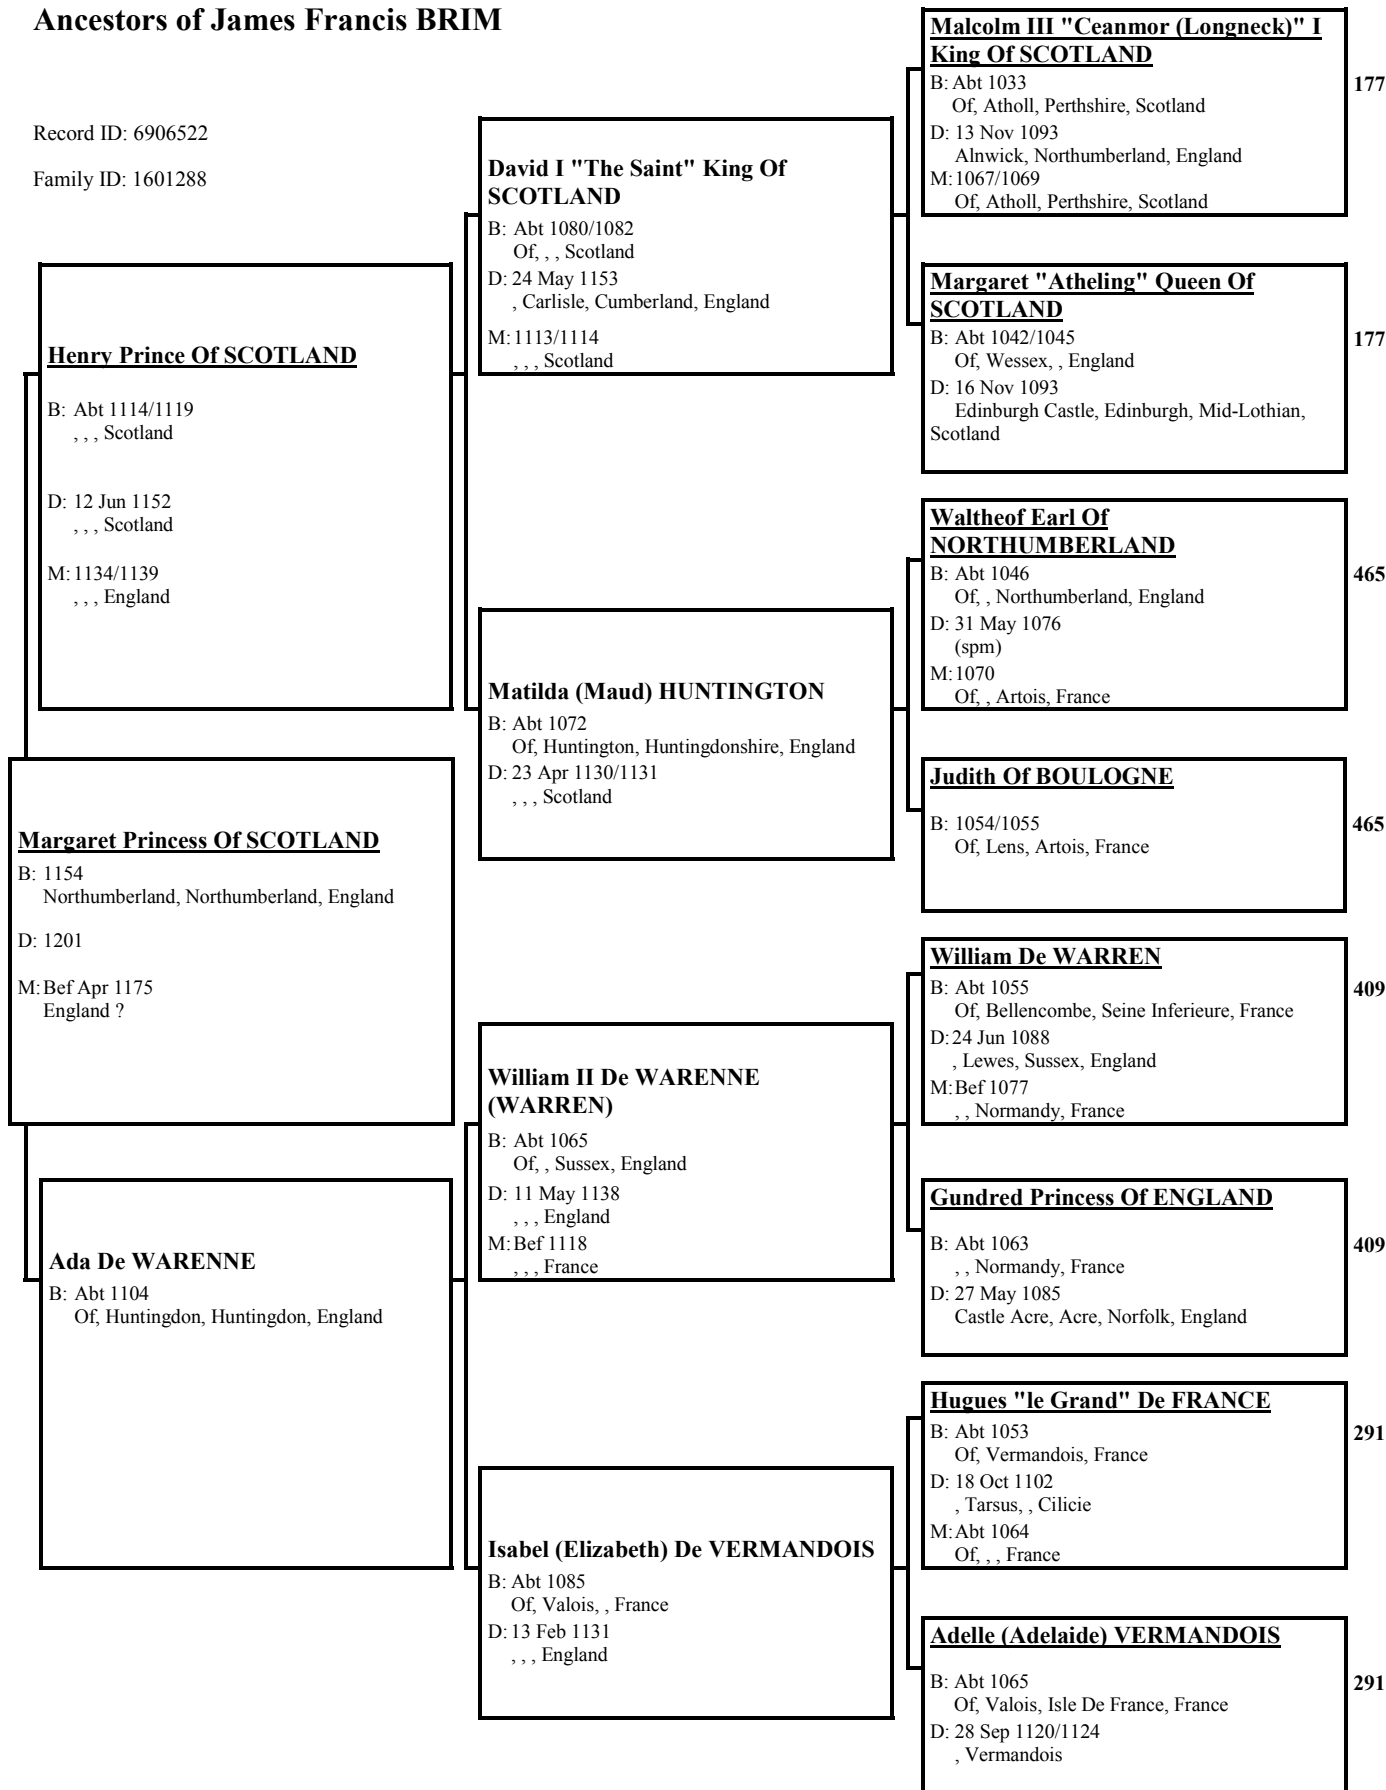 Ancestors of James Francis BRIM
Record ID: 6906522
Family ID: 1601288
Margaret Princess Of SCOTLAND
B: 1154
Northumberland, Northumberland, England
D: 1201
M: Bef Apr 1175
England ?
Henry Prince Of SCOTLAND
B: Abt 1114/1119
, , , Scotland
D: 12 Jun 1152
, , , Scotland
M: 1134/1139
, , , England
Ada De WARENNE
B: Abt 1104
Of, Huntingdon, Huntingdon, England
David I "The Saint" King Of
SCOTLAND
B: Abt 1080/1082
Of, , , Scotland
D: 24 May 1153
, Carlisle, Cumberland, England
M: 1113/1114
, , , Scotland
Matilda (Maud) HUNTINGTON
B: Abt 1072
Of, Huntington, Huntingdonshire, England
D: 23 Apr 1130/1131
, , , Scotland
William II De WARENNE
(WARREN)
B: Abt 1065
Of, , Sussex, England
D: 11 May 1138
, , , England
M: Bef 1118
, , , France
Isabel (Elizabeth) De VERMANDOIS
B: Abt 1085
Of, Valois, , France
D: 13 Feb 1131
, , , England
Malcolm III "Ceanmor (Longneck)" I
King Of SCOTLAND
B: Abt 1033
Of, Atholl, Perthshire, Scotland
D: 13 Nov 1093
Alnwick, Northumberland, England
M: 1067/1069
Of, Atholl, Perthshire, Scotland
177
Margaret "Atheling" Queen Of
SCOTLAND
B: Abt 1042/1045
Of, Wessex, , England
D: 16 Nov 1093
Edinburgh Castle, Edinburgh, Mid-Lothian,
Scotland
177
Waltheof Earl Of
NORTHUMBERLAND
B: Abt 1046
Of, , Northumberland, England
D: 31 May 1076
(spm)
M: 1070
Of, , Artois, France
465
Judith Of BOULOGNE
B: 1054/1055
Of, Lens, Artois, France
465
William De WARREN
B: Abt 1055
Of, Bellencombe, Seine Inferieure, France
D: 24 Jun 1088
, Lewes, Sussex, England
M: Bef 1077
, , Normandy, France
409
Gundred Princess Of ENGLAND
B: Abt 1063
, , Normandy, France
D: 27 May 1085
Castle Acre, Acre, Norfolk, England
409
Hugues "le Grand" De FRANCE
B: Abt 1053
Of, Vermandois, France
D: 18 Oct 1102
, Tarsus, , Cilicie
M: Abt 1064
Of, , , France
291
Adelle (Adelaide) VERMANDOIS
B: Abt 1065
Of, Valois, Isle De France, France
D: 28 Sep 1120/1124
, Vermandois
291